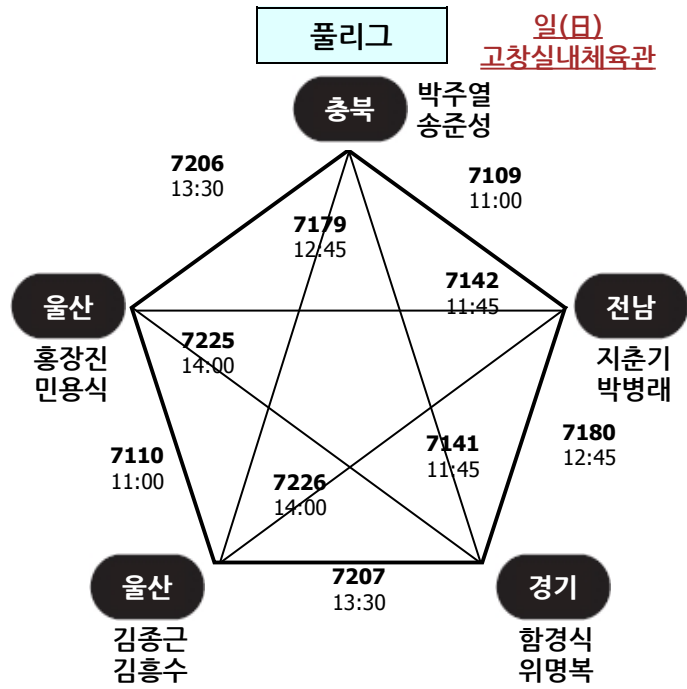 풀리그
일(日)
고창실내체육관
충북
박주열
송준성
7206
13:30
7109
11:00
7179
12:45
7142
11:45
울산
홍장진
민용식
전남
지춘기
박병래
7225
14:00
7110
11:00
7141
11:45
7180
12:45
7226
14:00
울산
김종근
김흥수
7207
13:30
경기
함경식
위명복